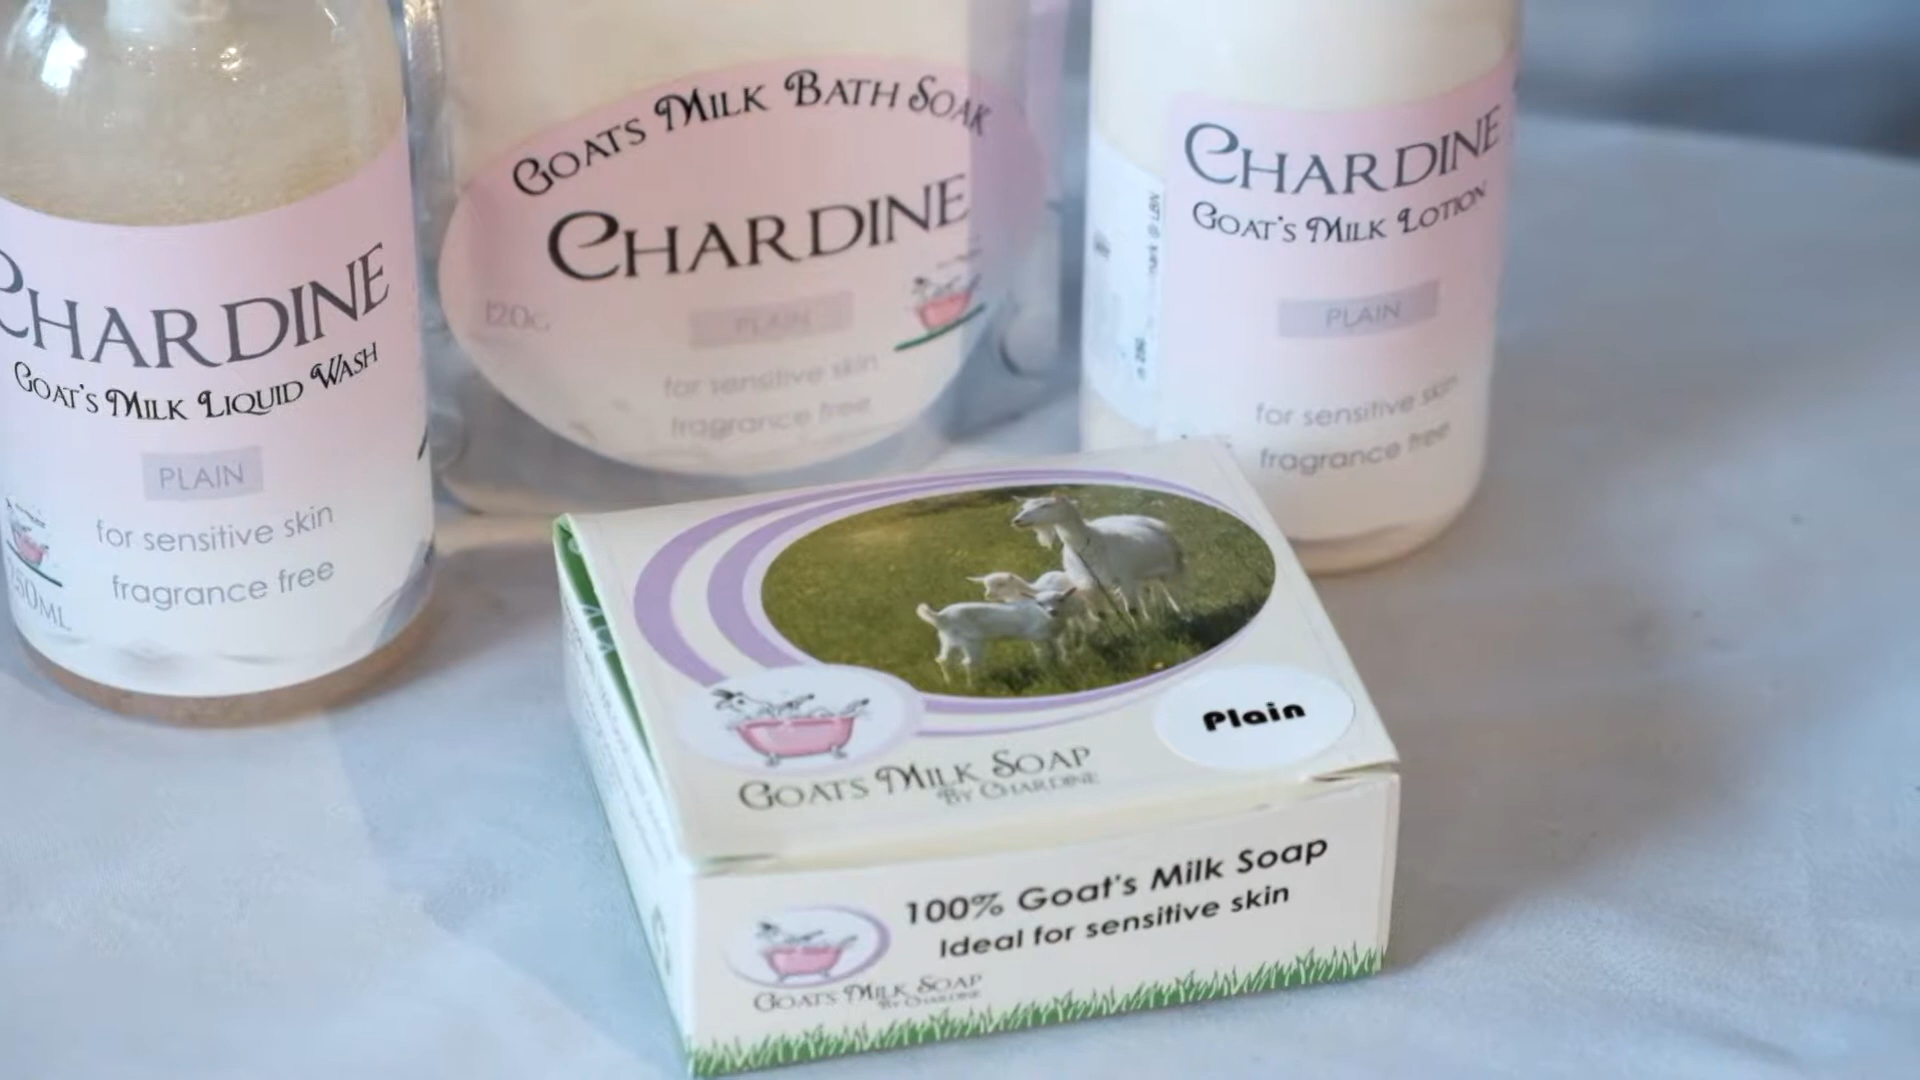 CHARDINE
GOAT'S MILK LIQUID WASH
PLAIN
for sensitive skin
fragrance free
GOATS MILK BATH SOAK
CHARDINE
120G
PLAIN
for sensitive skin
fragrance free
CHARDINE
GOAT'S MILK LOTION
PLAIN
for sensitive skin
fragrance free
Plain
GOATS MILK SOAP
BY CHARDINE
100% Goat's Milk Soap
Ideal for sensitive skin
GOATS MILK SOAP
BY CHARDINE